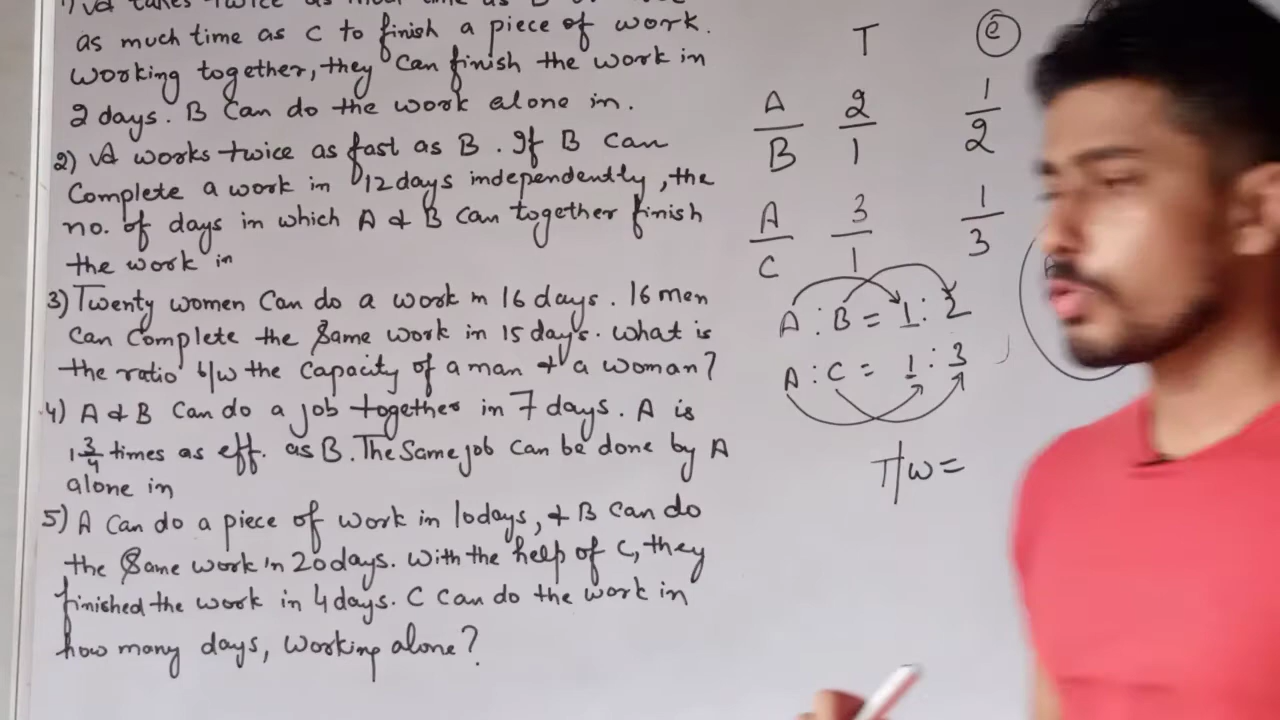 1) A takes twice as much time as B or
as much time as C to finish a piece of work.
Working together, they can finish the work in
2 days. B Can do the work alone in.
2) A works twice as fast as B. If B can
Complete a work in 12 days independently, the
no. of days in which A & B can together finish
the work in
3) Twenty women can do a work in 16 days. 16 men
can complete the same work in 15 days. what is
the ratio b/w the capacity of a man & a woman?
4) A & B can do a job together in 7 days. A is
1 3/4 times as eff. as B. The Same job can be done by A
alone in
5) A can do a piece of work in 10 days, & B can do
the same work in 20 days. With the help of C, they
finished the work in 4 days. C can do the work in
how many days, working alone?
T e
A/B 2/1 1/2
A/C 3/1 1/3
A : B = 1 : 2
A : C = 1 : 3
T/w =